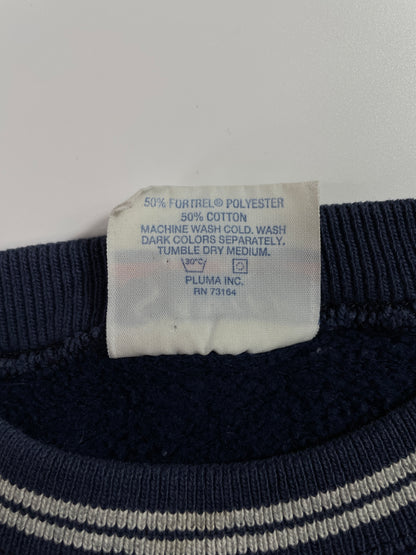 50% FORTREL® POLYESTER
50% COTTON
MACHINE WASH COLD. WASH
DARK COLORS SEPARATELY.
TUMBLE DRY MEDIUM.
30°C
PLUMA INC.
RN 73164